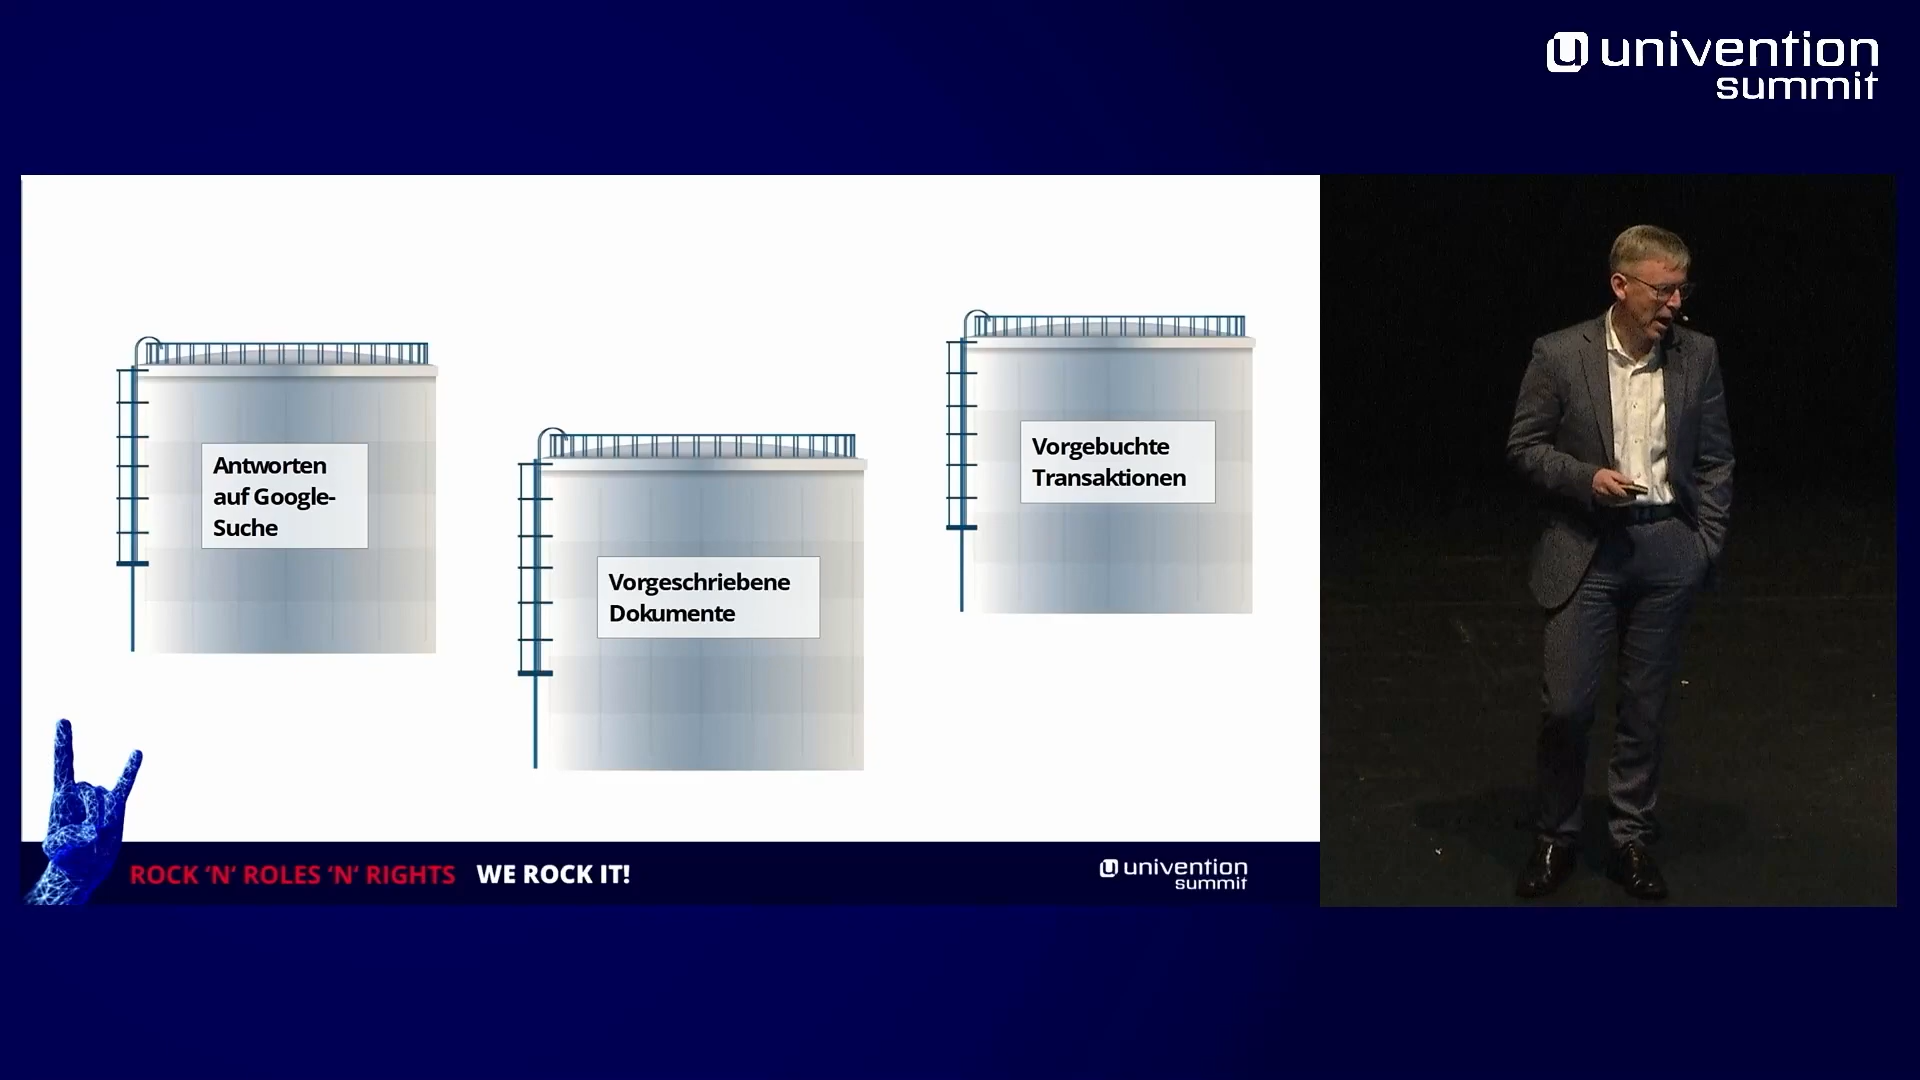 univention
summit
Antworten
auf Google-
Suche
Vorgeschriebene
Dokumente
Vorgebuchte
Transaktionen
ROCK ‘N‘ ROLES ‘N‘ RIGHTS WE ROCK IT!
univention
summit